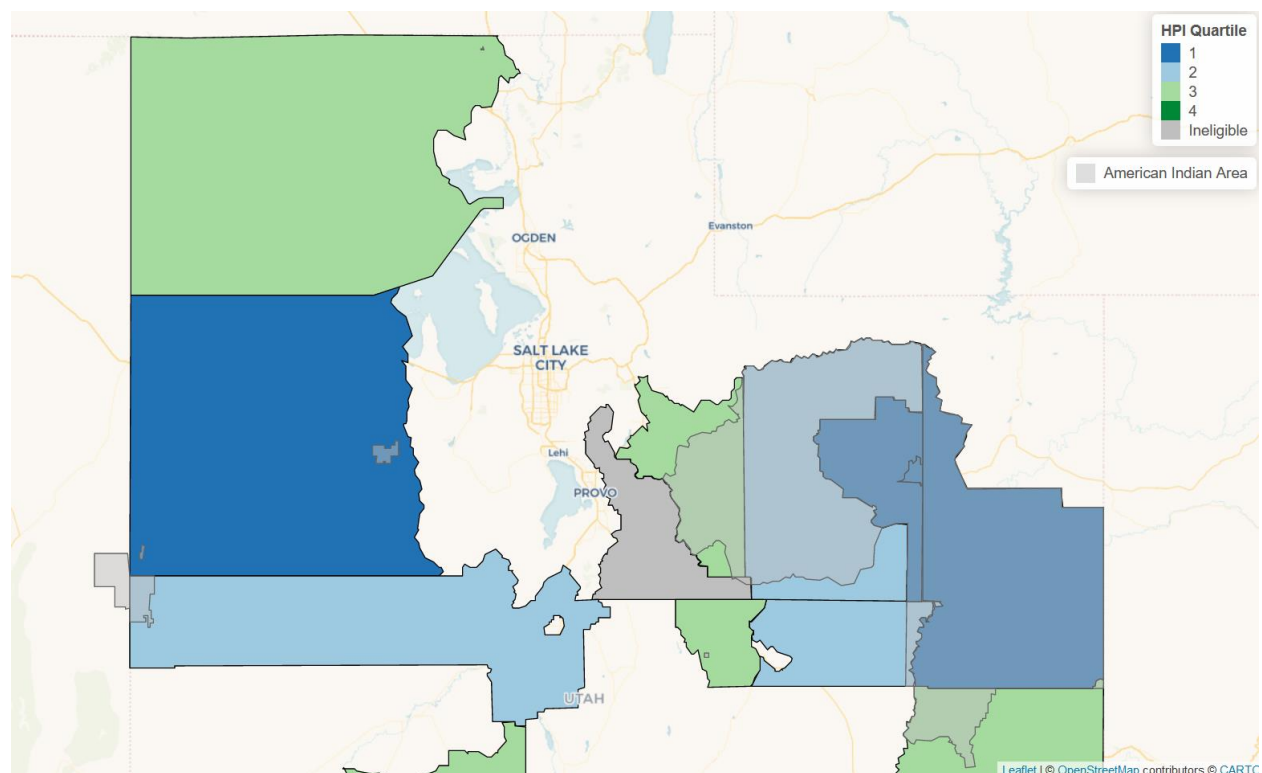 HPI Quartile
1
2
3
4
Ineligible
American Indian Area
Evanston
OGDEN
SALT LAKE
CITY
Lehi
PROVO
UTAH
Leaflet | © OpenStreetMap contributors © CARTO